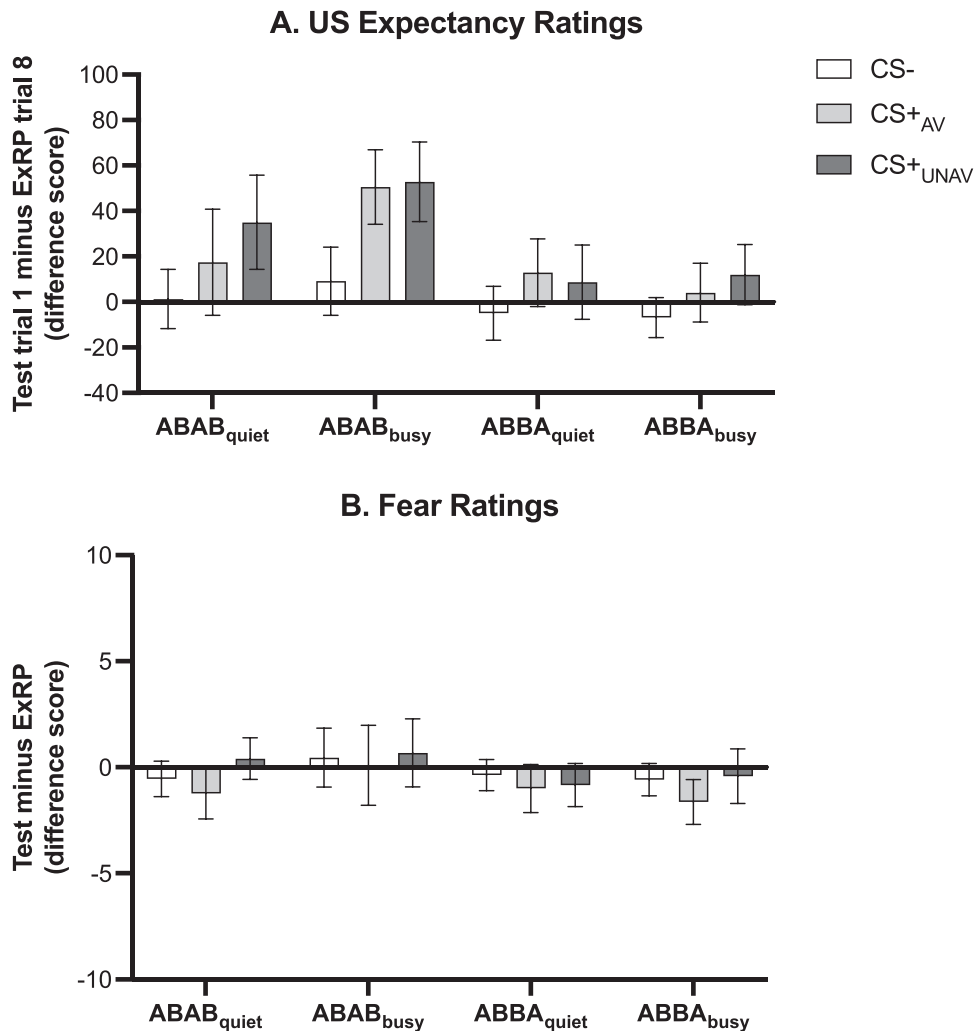 A. US Expectancy Ratings
Test trial 1 minus ExRP trial 8
(difference score)
100
80
60
40
20
0
-20
-40
ABABquiet
ABABbusy
ABBAquiet
ABBAbusy
CS-
CS+AV
CS+UNAV
B. Fear Ratings
Test minus ExRP
(difference score)
10
5
0
-5
-10
ABABquiet
ABABbusy
ABBAquiet
ABBAbusy